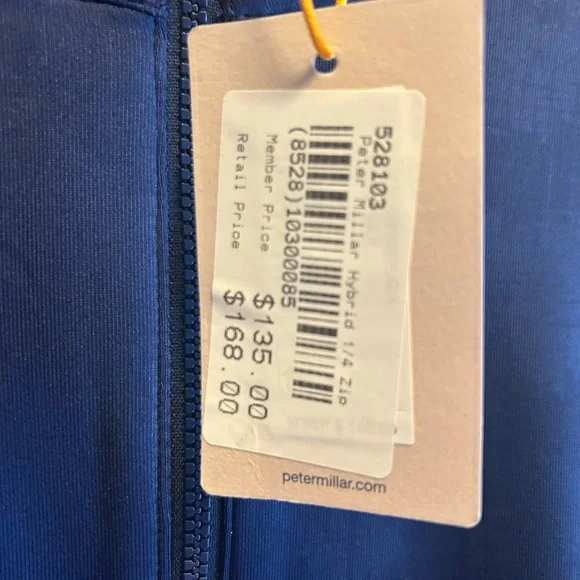 528103
Peter Millar Hybrid 1/4 Zip
(8528)10300085
Member Price $135.00
Retail Price $168.00
petermillar.com